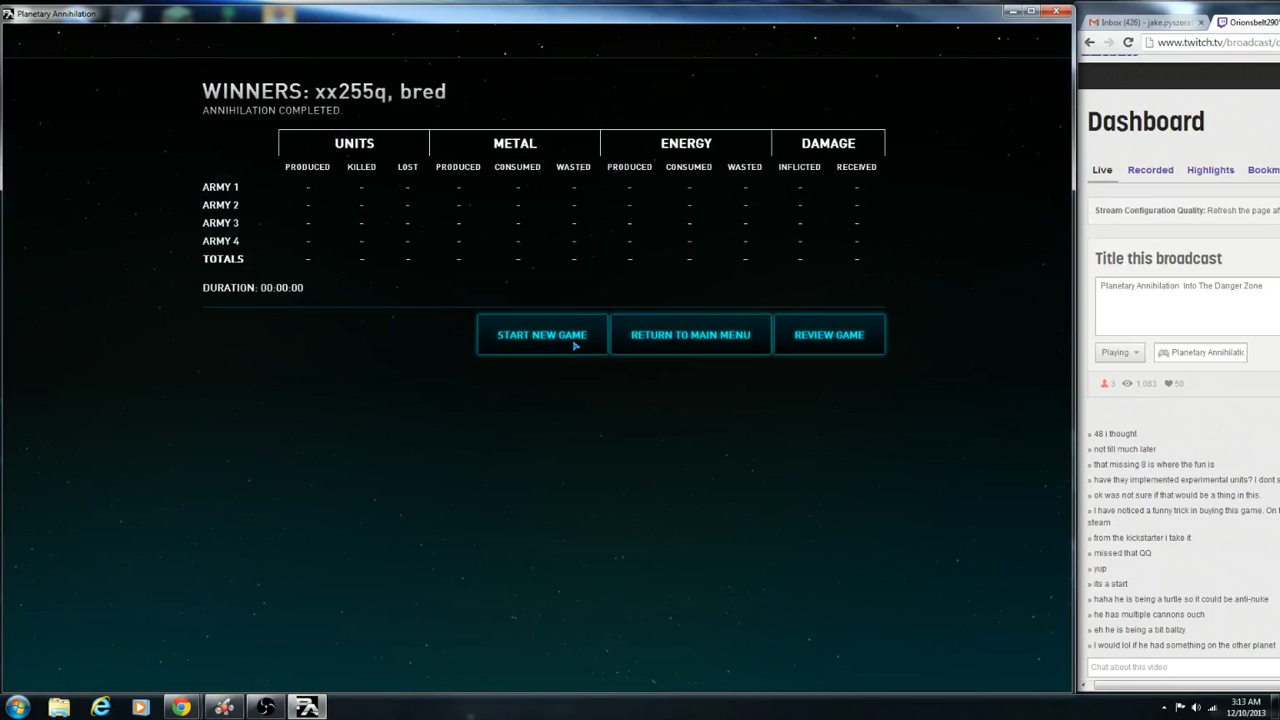 Planetary Annihilation
WINNERS: xx255q, bred
ANNIHILATION COMPLETED.
UNITS METAL ENERGY DAMAGE
PRODUCED KILLED LOST PRODUCED CONSUMED WASTED PRODUCED CONSUMED WASTED INFLICTED RECEIVED
ARMY 1 - - - - - - - - - - -
ARMY 2 - - - - - - - - - - -
ARMY 3 - - - - - - - - - - -
ARMY 4 - - - - - - - - - - -
TOTALS - - - - - - - - - - -
DURATION: 00:00:00
START NEW GAME RETURN TO MAIN MENU REVIEW GAME
Inbox (426) - jake.pyszora
Orionsbelt290
www.twitch.tv/broadcast/
Dashboard
Live Recorded Highlights Bookm
Stream Configuration Quality: Refresh the page af
Title this broadcast
Planetary Annihilation Into The Danger Zone
Playing Planetary Annihilatic
3 1,083 50
» 48 i thought
» not till much later
» that missing 8 is where the fun is
» have they implemented experimental units? I dont s
» ok was not sure if that would be a thing in this.
» I have noticed a funny trick in buying this game. On t
steam
» from the kickstarter i take it
» missed that QQ
» yup
» its a start
» haha he is being a turtle so it could be anti-nuke
» he has multiple cannons ouch
» eh he is being a bit ballzy
» I would lol if he had something on the other planet
Chat about this video
3:13 AM
12/10/2013